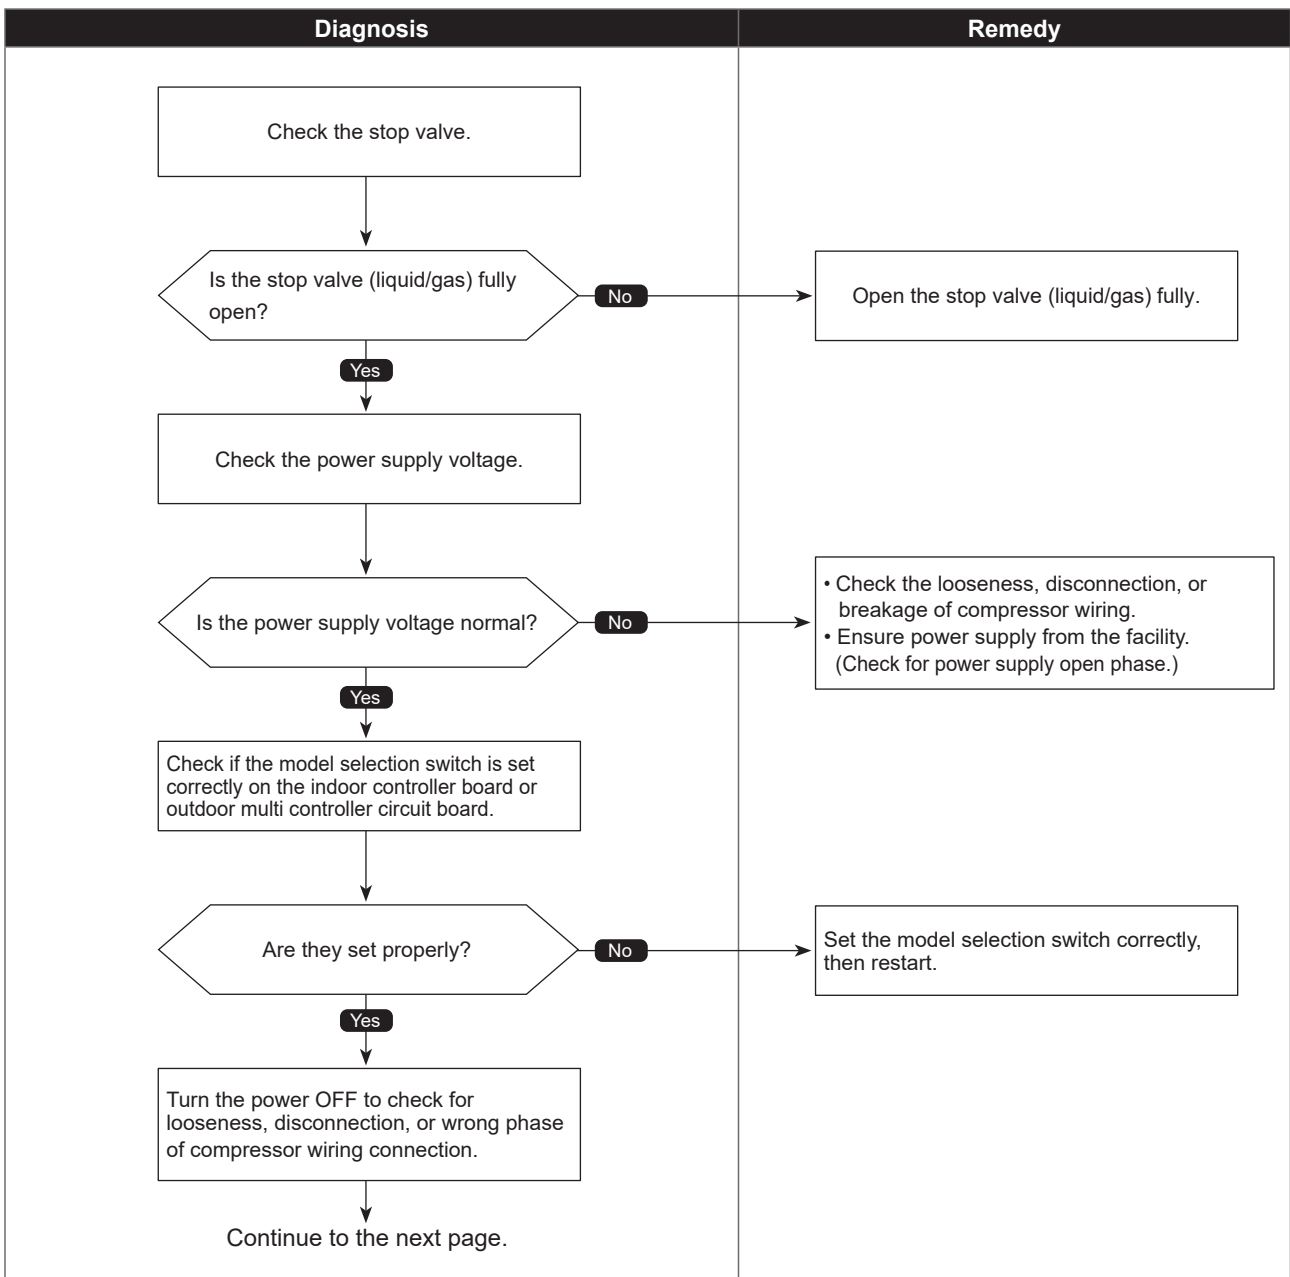 Diagnosis
Remedy
Check the stop valve.
Is the stop valve (liquid/gas) fully
open?
No
Open the stop valve (liquid/gas) fully.
Yes
Check the power supply voltage.
Is the power supply voltage normal?
No
• Check the looseness, disconnection, or
breakage of compressor wiring.
• Ensure power supply from the facility.
(Check for power supply open phase.)
Yes
Check if the model selection switch is set
correctly on the indoor controller board or
outdoor multi controller circuit board.
Are they set properly?
No
Set the model selection switch correctly,
then restart.
Yes
Turn the power OFF to check for
looseness, disconnection, or wrong phase
of compressor wiring connection.
Continue to the next page.